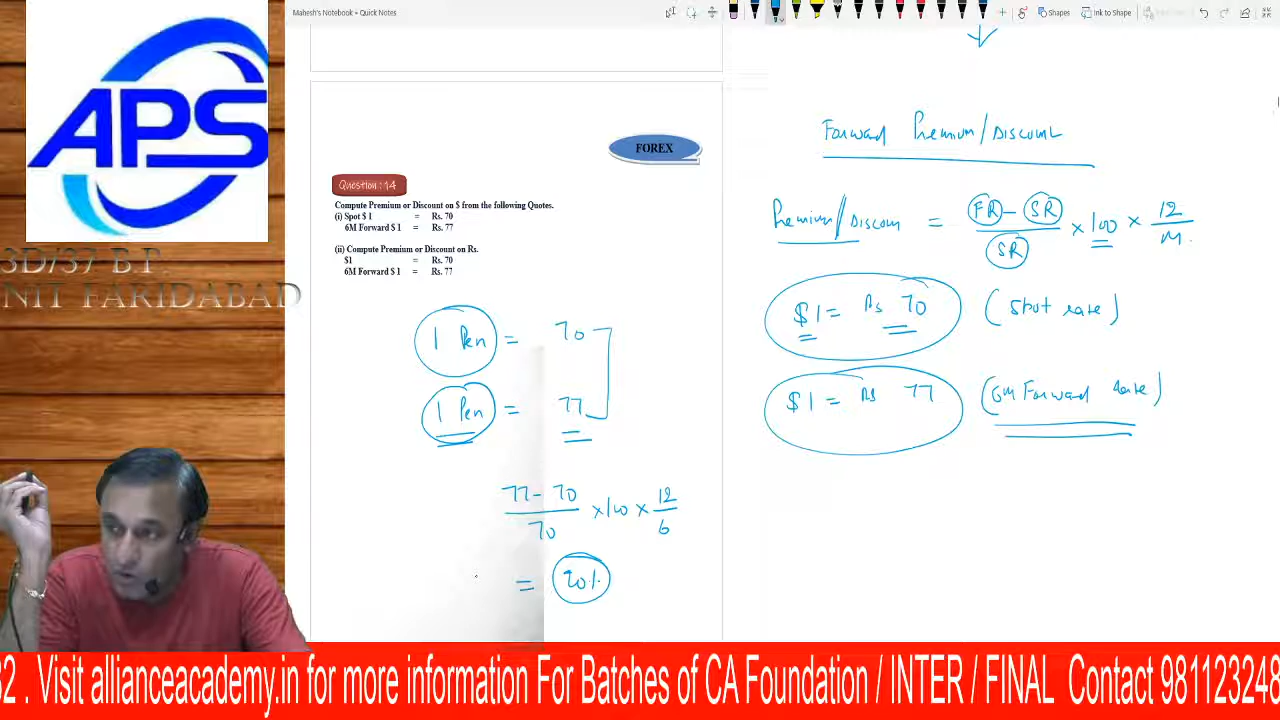 Mahesh's Notebook » Quick Notes
Shapes
Ink to Shape
APS
3D/37 B.P.
NIT FARIDABAD
FOREX
Question : 14
Compute Premium or Discount on $ from the following Quotes.
(i) Spot $ 1 = Rs. 70
6M Forward $ 1 = Rs. 77
(ii) Compute Premium or Discount on Rs.
$1 = Rs. 70
6M Forward $ 1 = Rs. 77
1 Pen = 70
1 Pen = 77
77 - 70
70
× 100 × 12
6
= 20%
Forward Premium/Discount
Premium/Discoun = FR - SR
SR
× 100 × 12
m.
$1 = Rs 70 (Spot rate)
$1 = Rs 77 (6m Forward rate)
32 . Visit allianceacademy.in for more information For Batches of CA Foundation / INTER / FINAL Contact 981123248